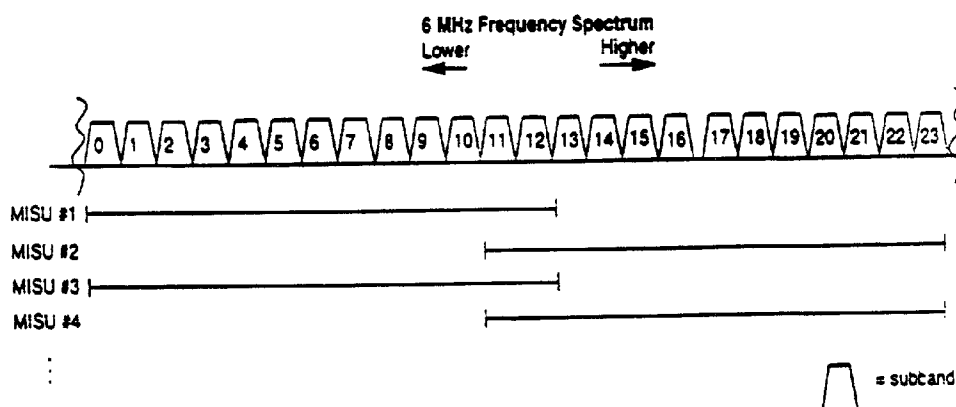 6 MHz Frequency Spectrum
Lower Higher
0 1 2 3 4 5 6 7 8 9 10 11 12 13 14 15 16 17 18 19 20 21 22 23
MISU #1
MISU #2
MISU #3
MISU #4
= subband